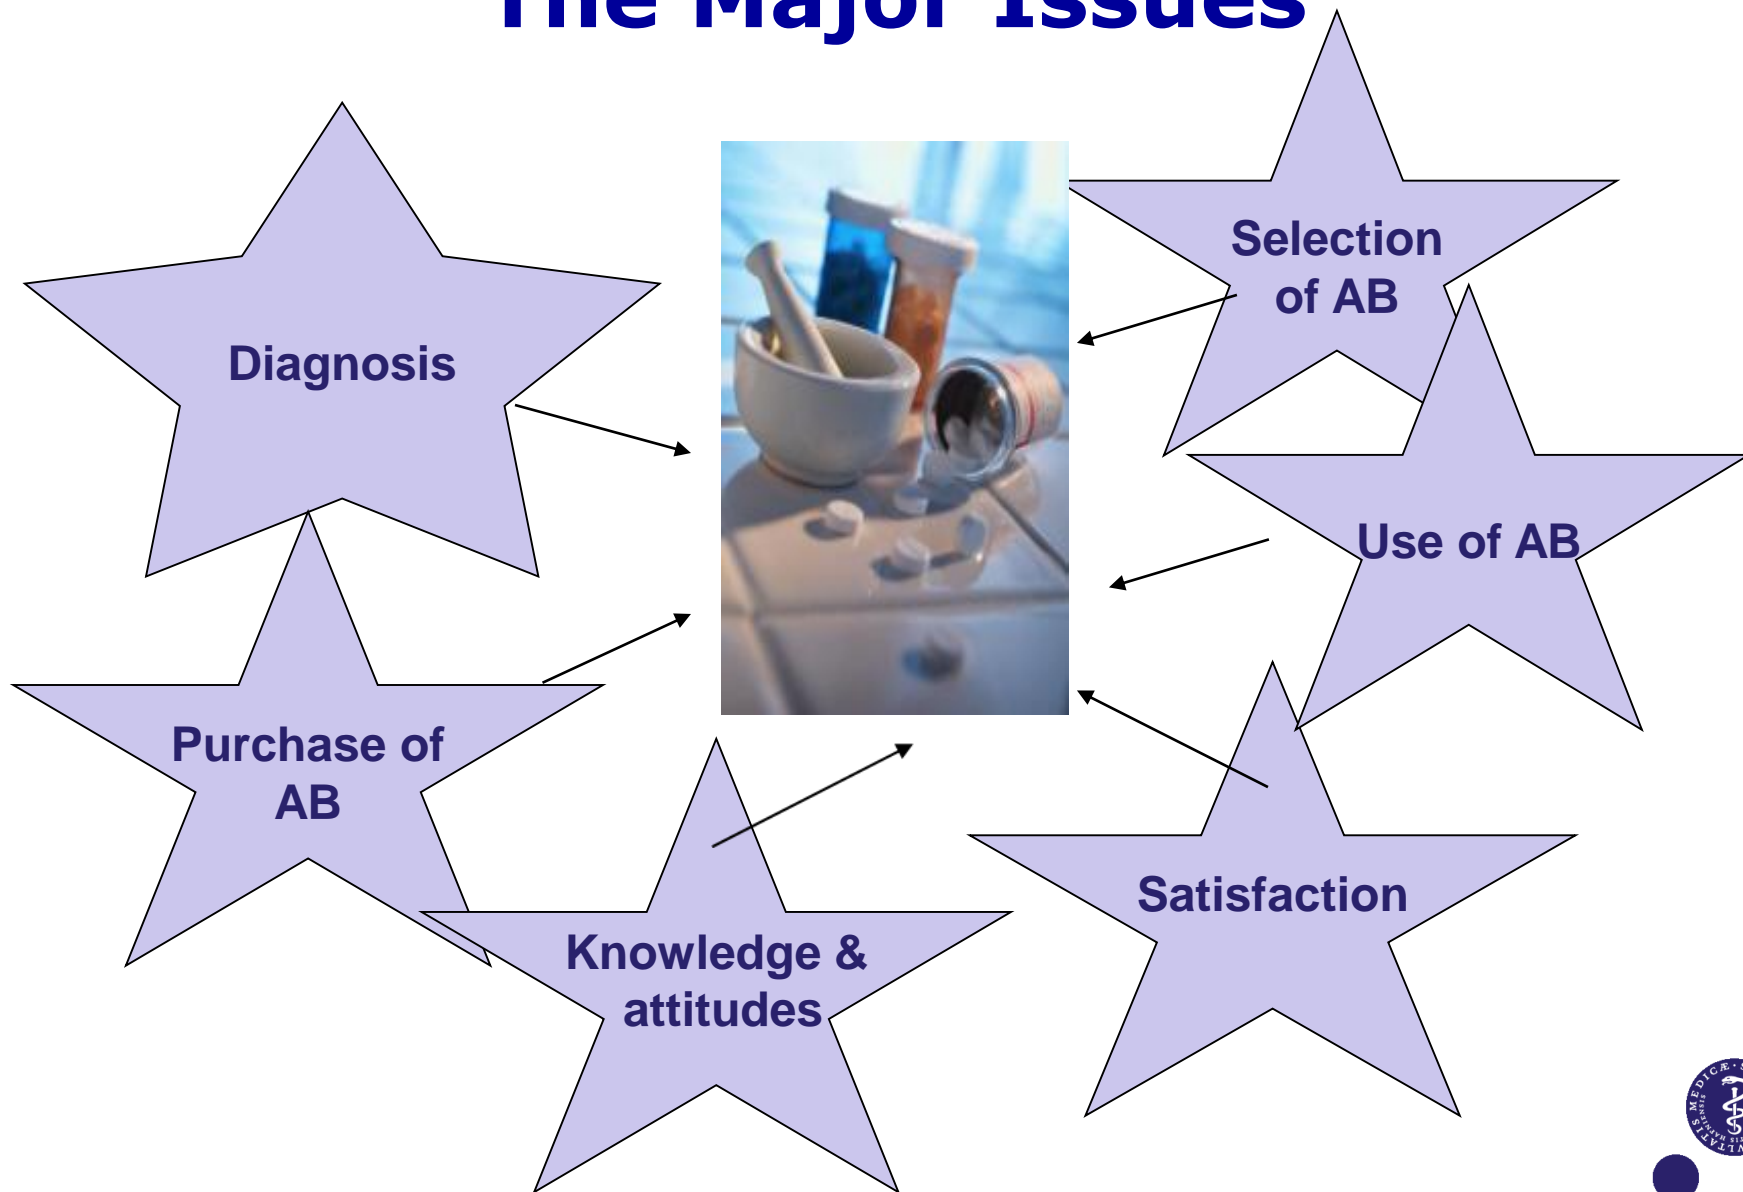 The Major Issues
Selection
of AB
Diagnosis
Use of AB
Purchase of
AB
Satisfaction
Knowledge &
attitudes